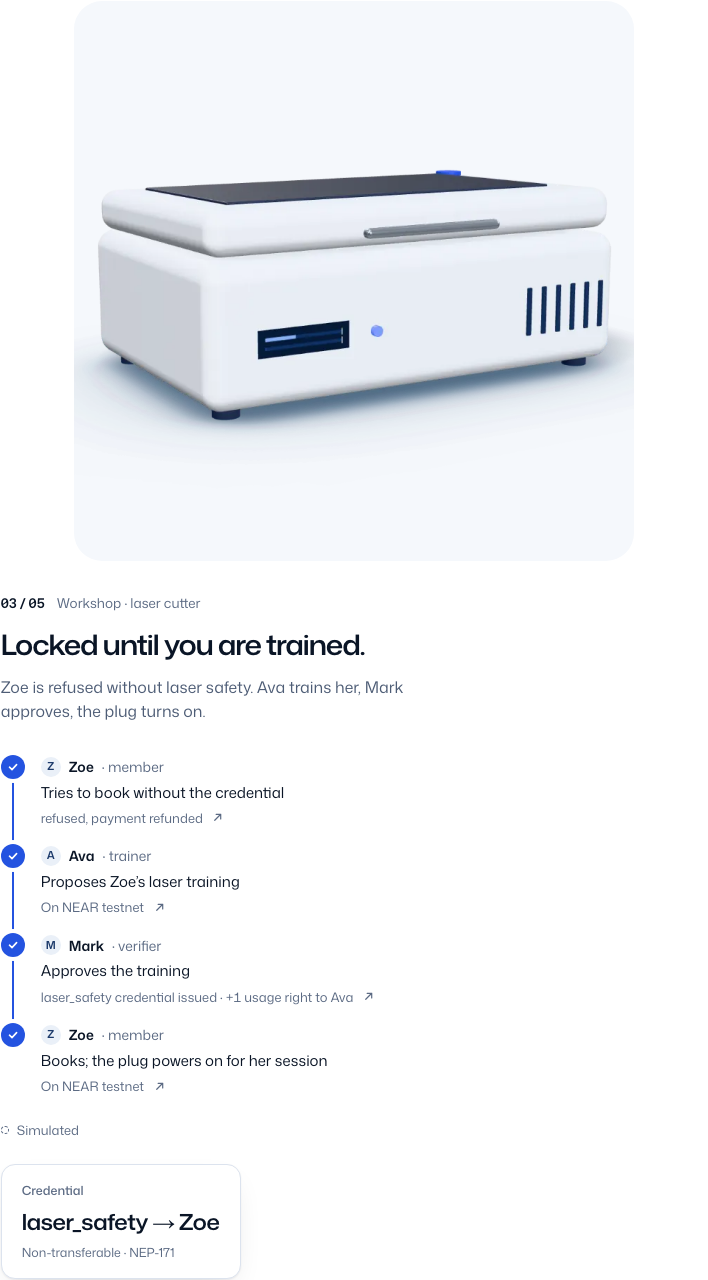 03 / 05 Workshop · laser cutter
Locked until you are trained.
Zoe is refused without laser safety. Ava trains her, Mark
approves, the plug turns on.
Z Zoe · member
Tries to book without the credential
refused, payment refunded ↗
A Ava · trainer
Proposes Zoe’s laser training
On NEAR testnet ↗
M Mark · verifier
Approves the training
laser_safety credential issued · +1 usage right to Ava ↗
Z Zoe · member
Books; the plug powers on for her session
On NEAR testnet ↗
Simulated
Credential
laser_safety → Zoe
Non-transferable · NEP-171